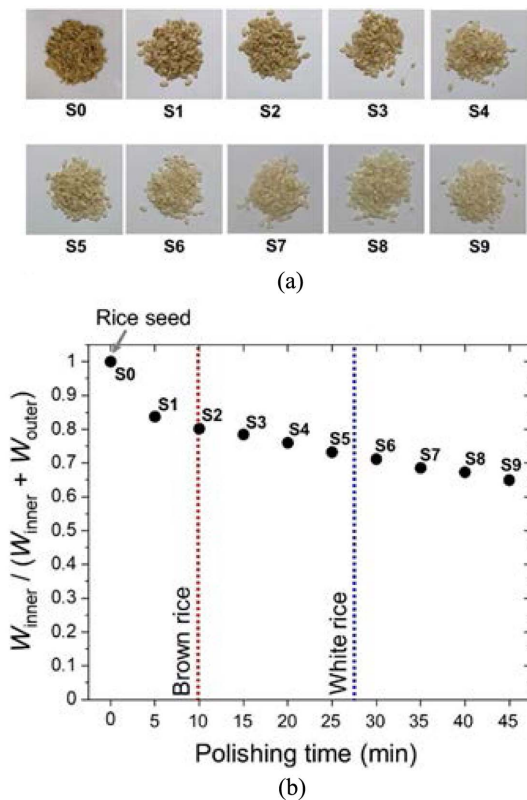 S0 S1 S2 S3 S4
S5 S6 S7 S8 S9
(a)
Rice seed
1
0.9
0.8
0.7
0.6
0.5
0.4
0.3
0.2
0.1
0
W_inner / (W_inner + W_outer)
S0
S1
S2
S3
S4
S5
S6
S7
S8
S9
Brown rice
White rice
0 5 10 15 20 25 30 35 40 45
Polishing time (min)
(b)